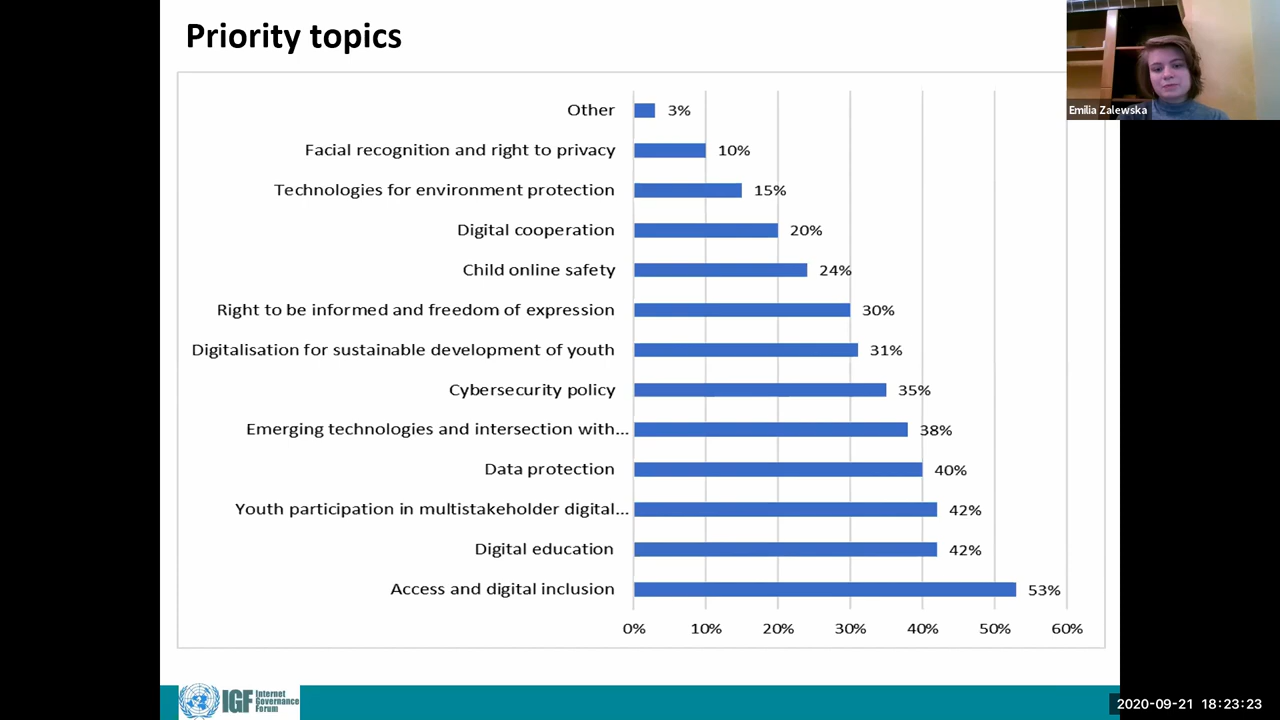 Priority topics
Emilia Zalewska
Other 3%
Facial recognition and right to privacy 10%
Technologies for environment protection 15%
Digital cooperation 20%
Child online safety 24%
Right to be informed and freedom of expression 30%
Digitalisation for sustainable development of youth 31%
Cybersecurity policy 35%
Emerging technologies and intersection with... 38%
Data protection 40%
Youth participation in multistakeholder digital... 42%
Digital education 42%
Access and digital inclusion 53%
0% 10% 20% 30% 40% 50% 60%
IGF Internet
Governance
Forum
2020-09-21 18:23:23